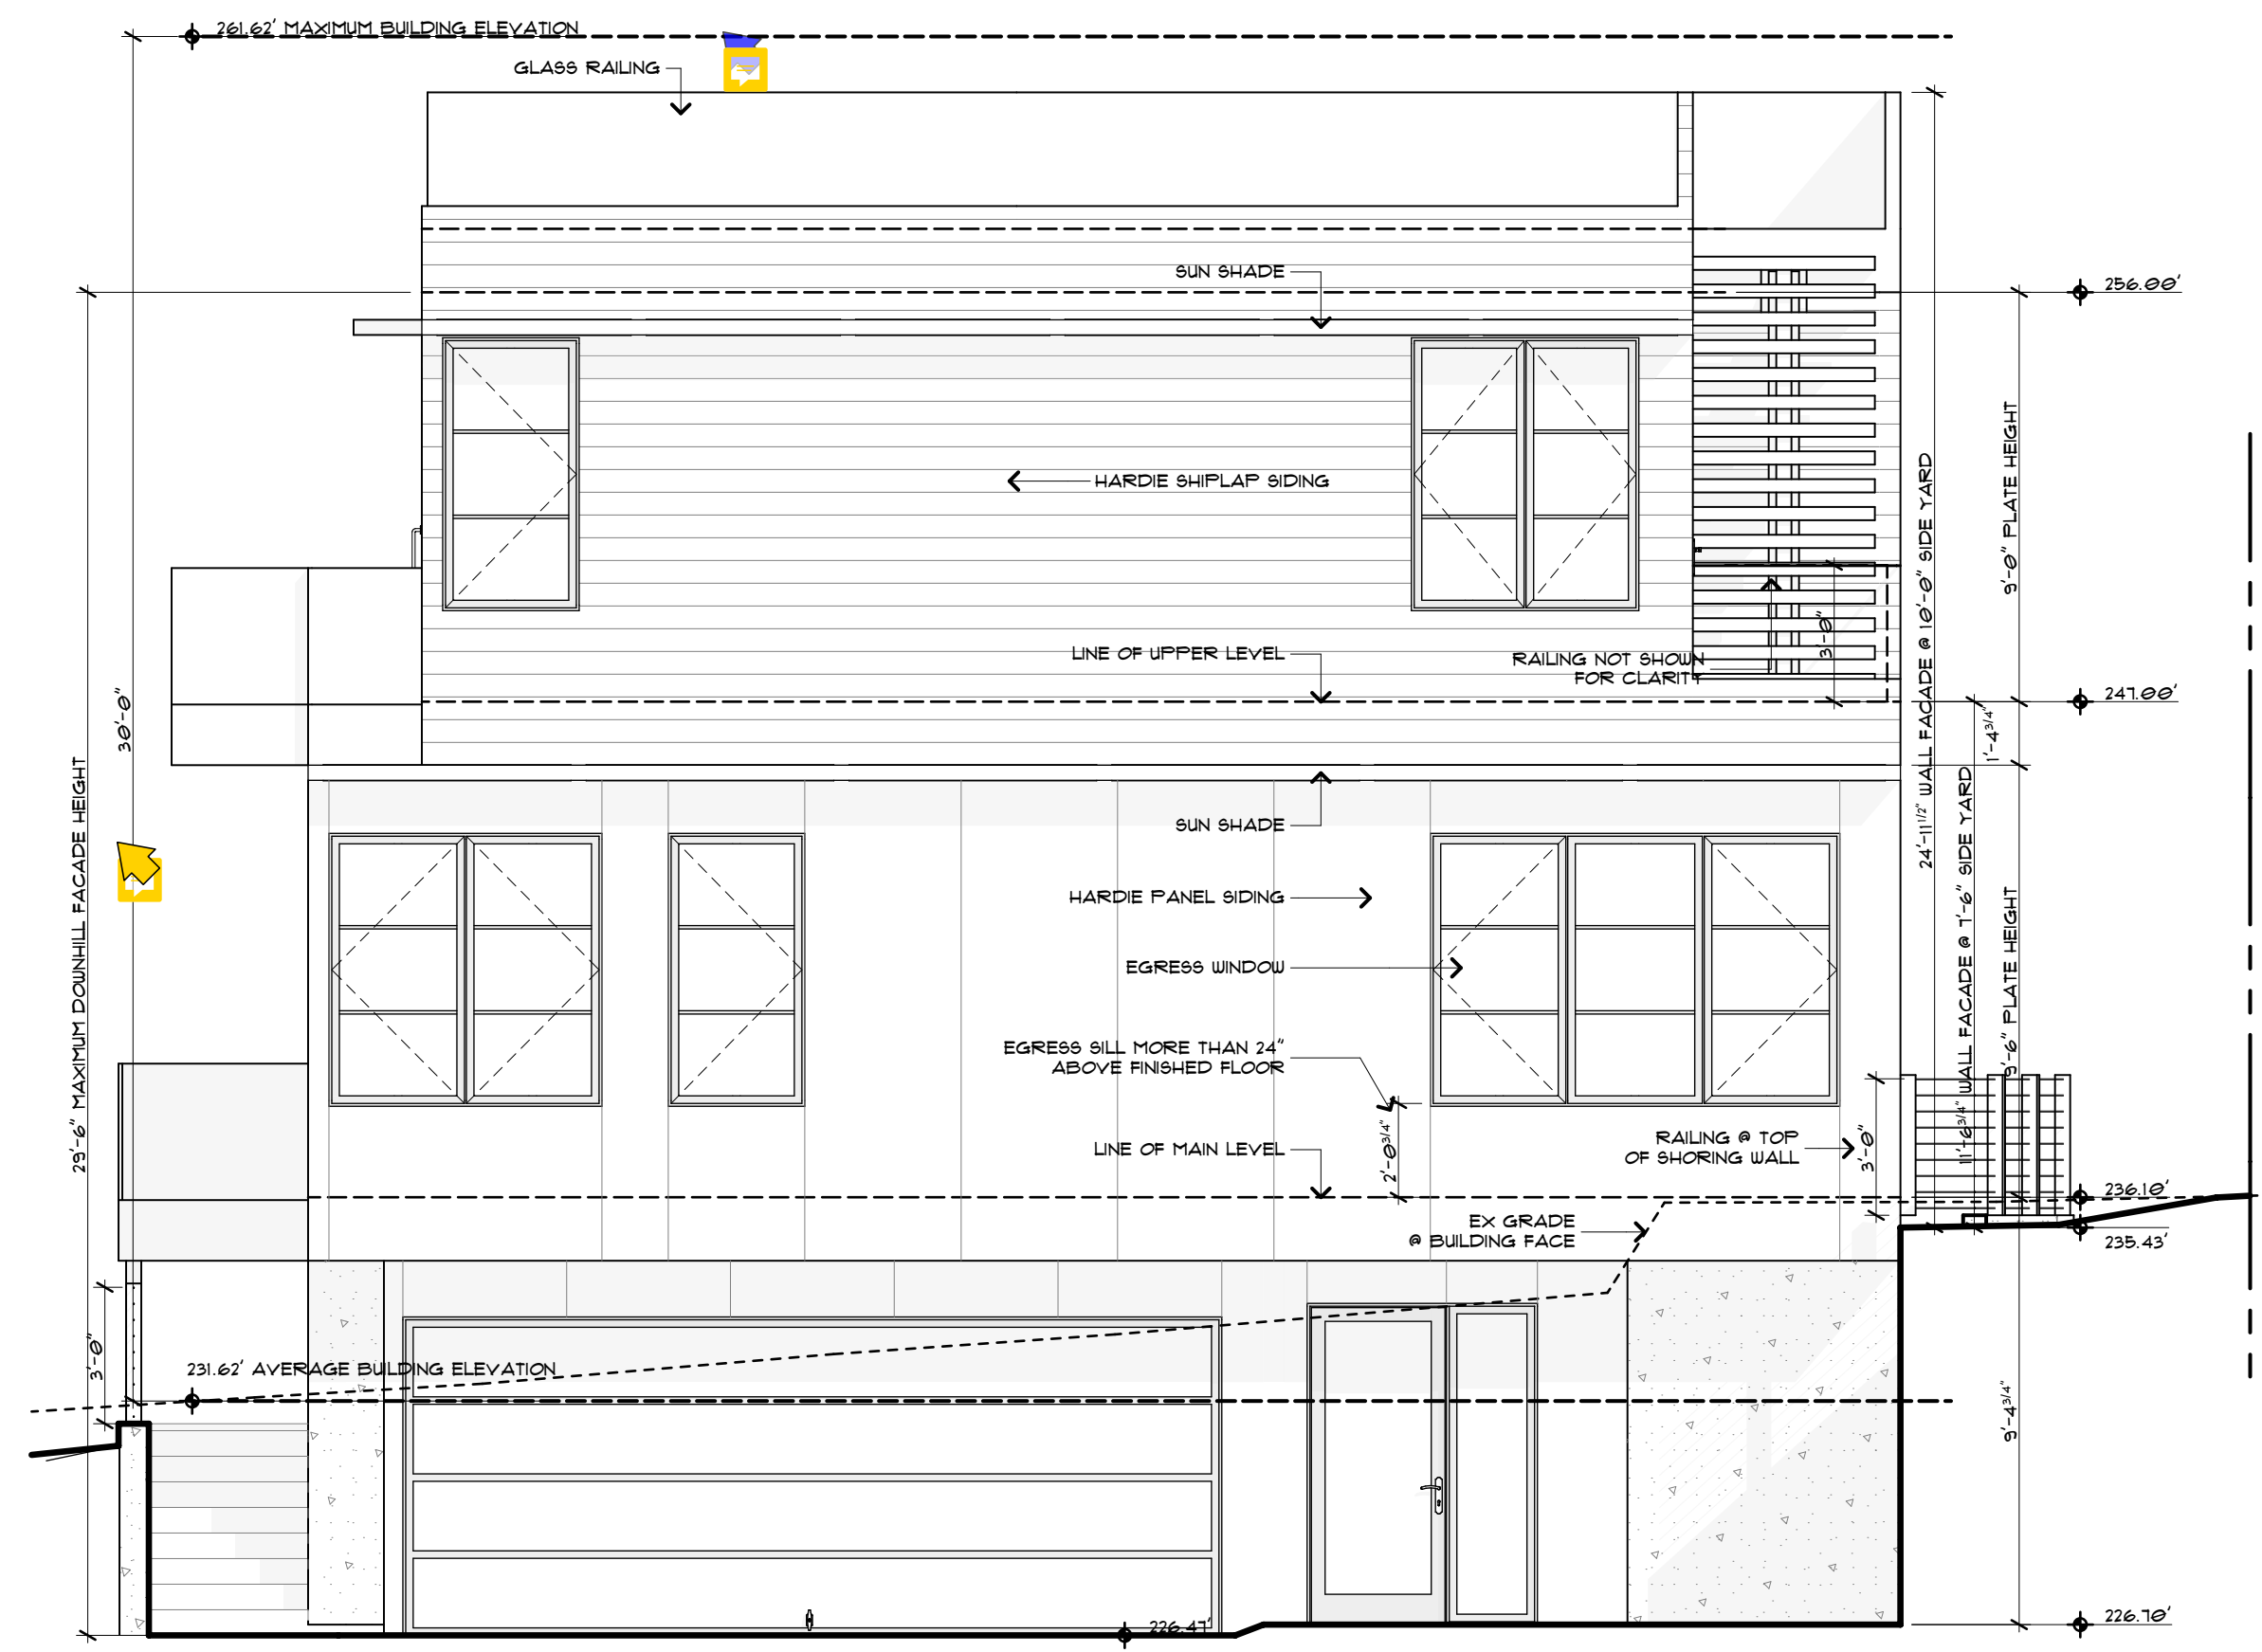 261.62' MAXIMUM BUILDING ELEVATION
GLASS RAILING
SUN SHADE
256.00'
9'-0" PLATE HEIGHT
HARDIE SHIPLAP SIDING
24'-11 1/2" WALL FACADE @ 10'-0" SIDE YARD
LINE OF UPPER LEVEL
RAILING NOT SHOWN
FOR CLARITY
3'-0"
247.00'
1'-4 3/4"
30'-0"
29'-6" MAXIMUM DOWNHILL FACADE HEIGHT
SUN SHADE
HARDIE PANEL SIDING
EGRESS WINDOW
11'-6 3/4" WALL FACADE @ 7'-6" SIDE YARD
9'-6" PLATE HEIGHT
EGRESS SILL MORE THAN 24"
ABOVE FINISHED FLOOR
2'-0 3/4"
LINE OF MAIN LEVEL
RAILING @ TOP
OF SHORING WALL
3'-0"
236.10'
EX GRADE
@ BUILDING FACE
235.43'
3'-0"
231.62' AVERAGE BUILDING ELEVATION
9'-4 3/4"
226.47'
226.70'